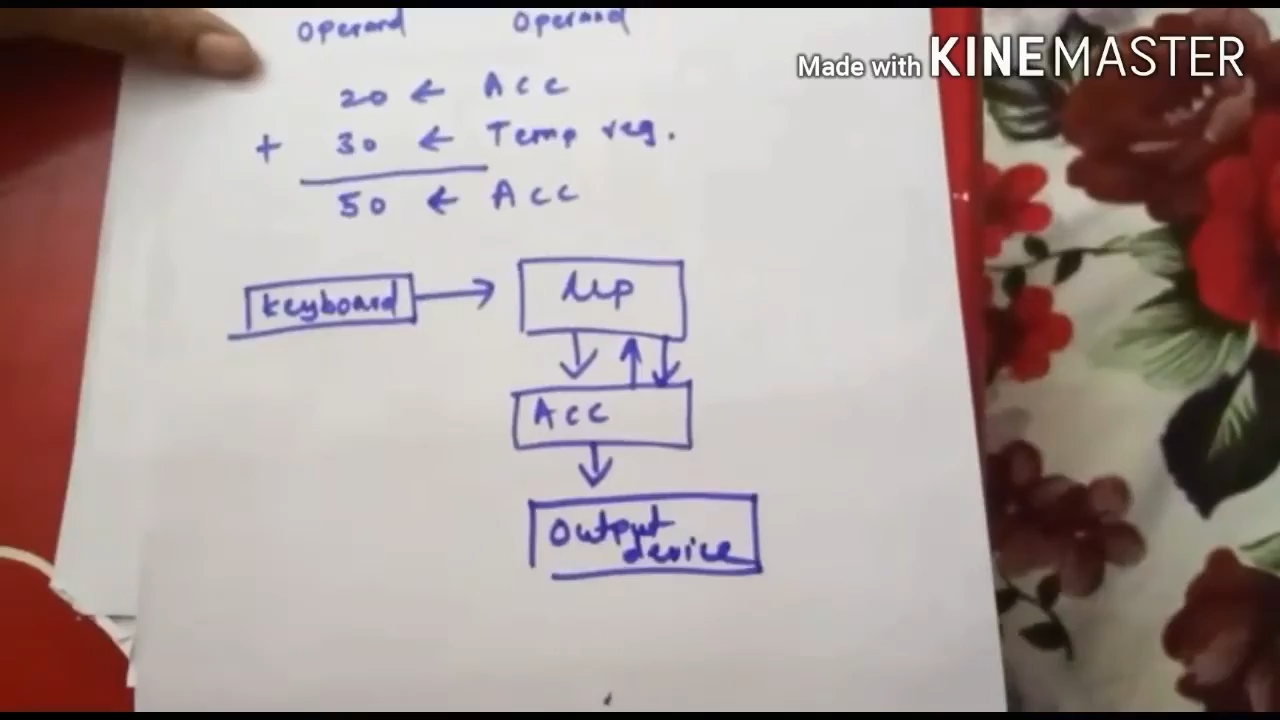 Operand Operand
Made with KINEMASTER
20 ← Acc
+ 30 ← Temp reg.
50 ← Acc
keyboard → μp
Acc
Output
device